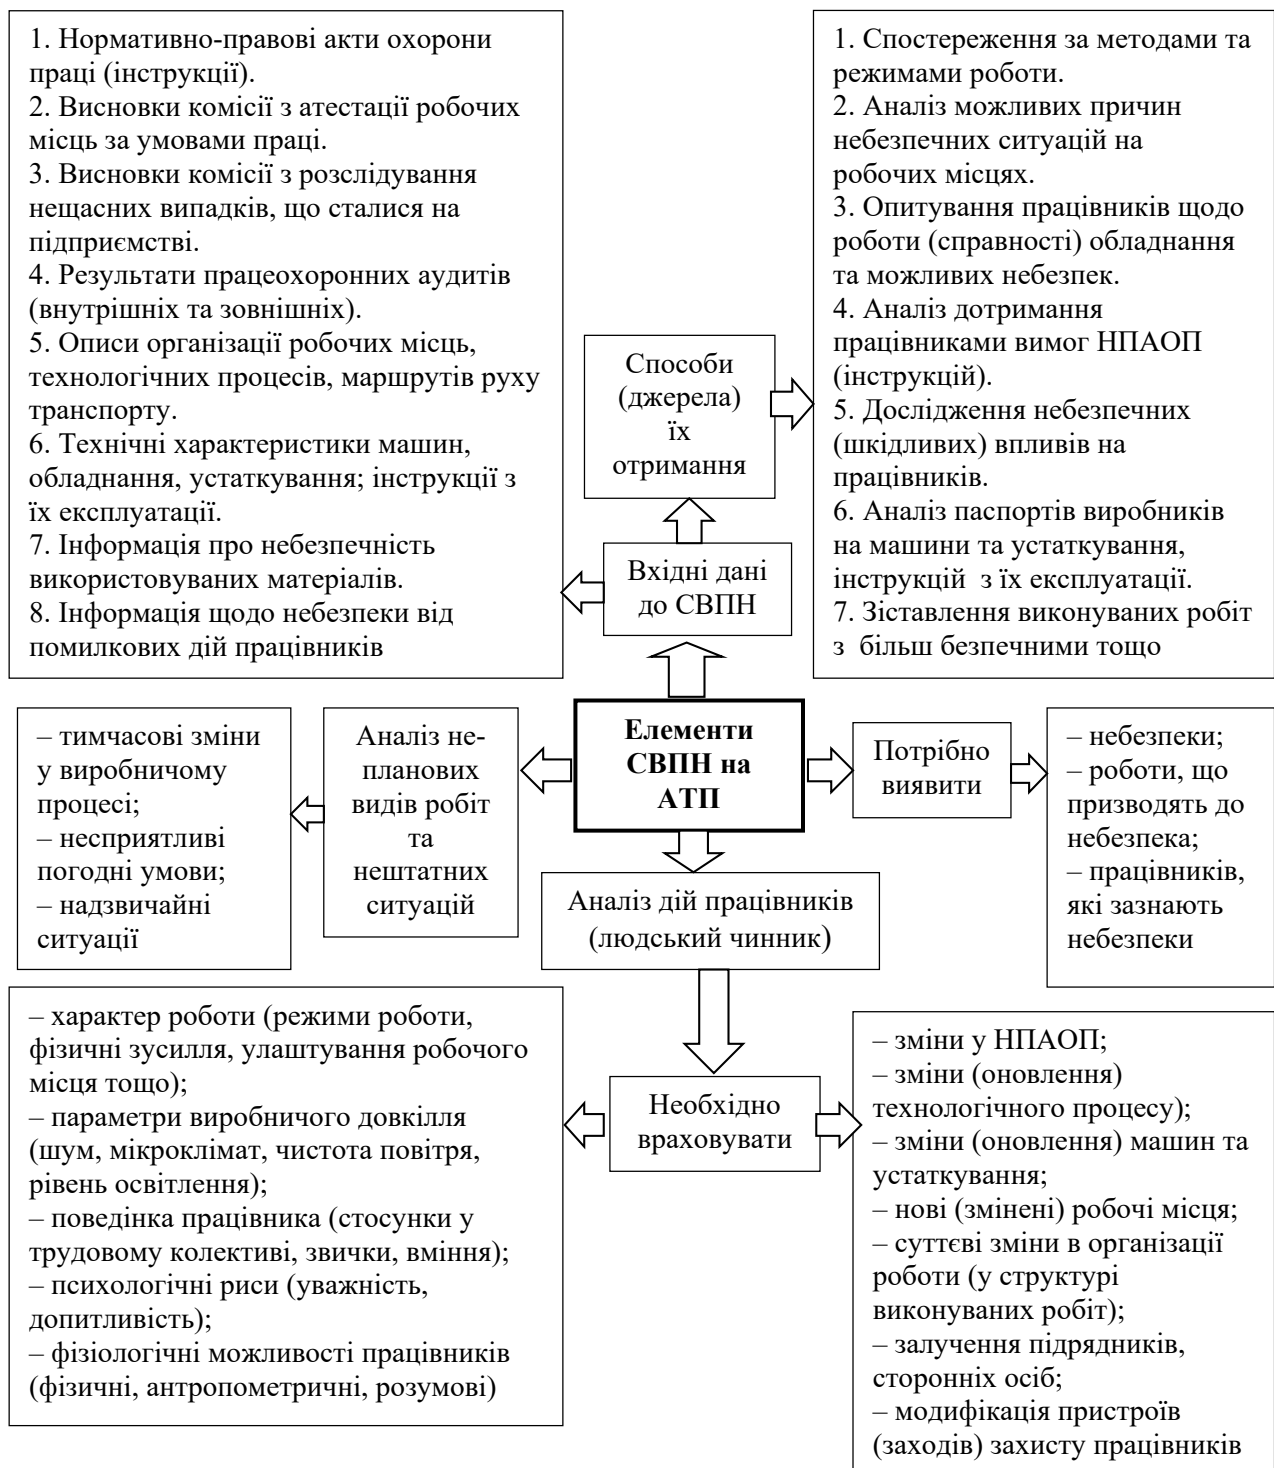 1. Нормативно-правові акти охорони
праці (інструкції).
2. Висновки комісії з атестації робочих
місць за умовами праці.
3. Висновки комісії з розслідування
нещасних випадків, що сталися на
підприємстві.
4. Результати працеохоронних аудитів
(внутрішніх та зовнішніх).
5. Описи організації робочих місць,
технологічних процесів, маршрутів руху
транспорту.
6. Технічні характеристики машин,
обладнання, устаткування; інструкції з
їх експлуатації.
7. Інформація про небезпечність
використовуваних матеріалів.
8. Інформація щодо небезпеки від
помилкових дій працівників
Способи
(джерела)
їх
отримання
1. Спостереження за методами та
режимами роботи.
2. Аналіз можливих причин
небезпечних ситуацій на
робочих місцях.
3. Опитування працівників щодо
роботи (справності) обладнання
та можливих небезпек.
4. Аналіз дотримання
працівниками вимог НПАОП
(інструкцій).
5. Дослідження небезпечних
(шкідливих) впливів на
працівників.
6. Аналіз паспортів виробників
на машини та устаткування,
інструкцій  з їх експлуатації.
7. Зіставлення виконуваних робіт
з  більш безпечними тощо
Вхідні дані
до СВПН
– тимчасові зміни
у виробничому
процесі;
– несприятливі
погодні умови;
– надзвичайні
ситуації
Аналіз не-
планових
видів робіт
та
нештатних
ситуацій
Елементи
СВПН на
АТП
Потрібно
виявити
– небезпеки;
– роботи, що
призводять до
небезпека;
– працівників,
які зазнають
небезпеки
Аналіз дій працівників
(людський чинник)
– характер роботи (режими роботи,
фізичні зусилля, улаштування робочого
місця тощо);
– параметри виробничого довкілля
(шум, мікроклімат, чистота повітря,
рівень освітлення);
– поведінка працівника (стосунки у
трудовому колективі, звички, вміння);
– психологічні риси (уважність,
допитливість);
– фізіологічні можливості працівників
(фізичні, антропометричні, розумові)
Необхідно
враховувати
– зміни у НПАОП;
– зміни (оновлення)
технологічного процесу);
– зміни (оновлення) машин та
устаткування;
– нові (змінені) робочі місця;
– суттєві зміни в організації
роботи (у структурі
виконуваних робіт);
– залучення підрядників,
сторонніх осіб;
– модифікація пристроїв
(заходів) захисту працівників